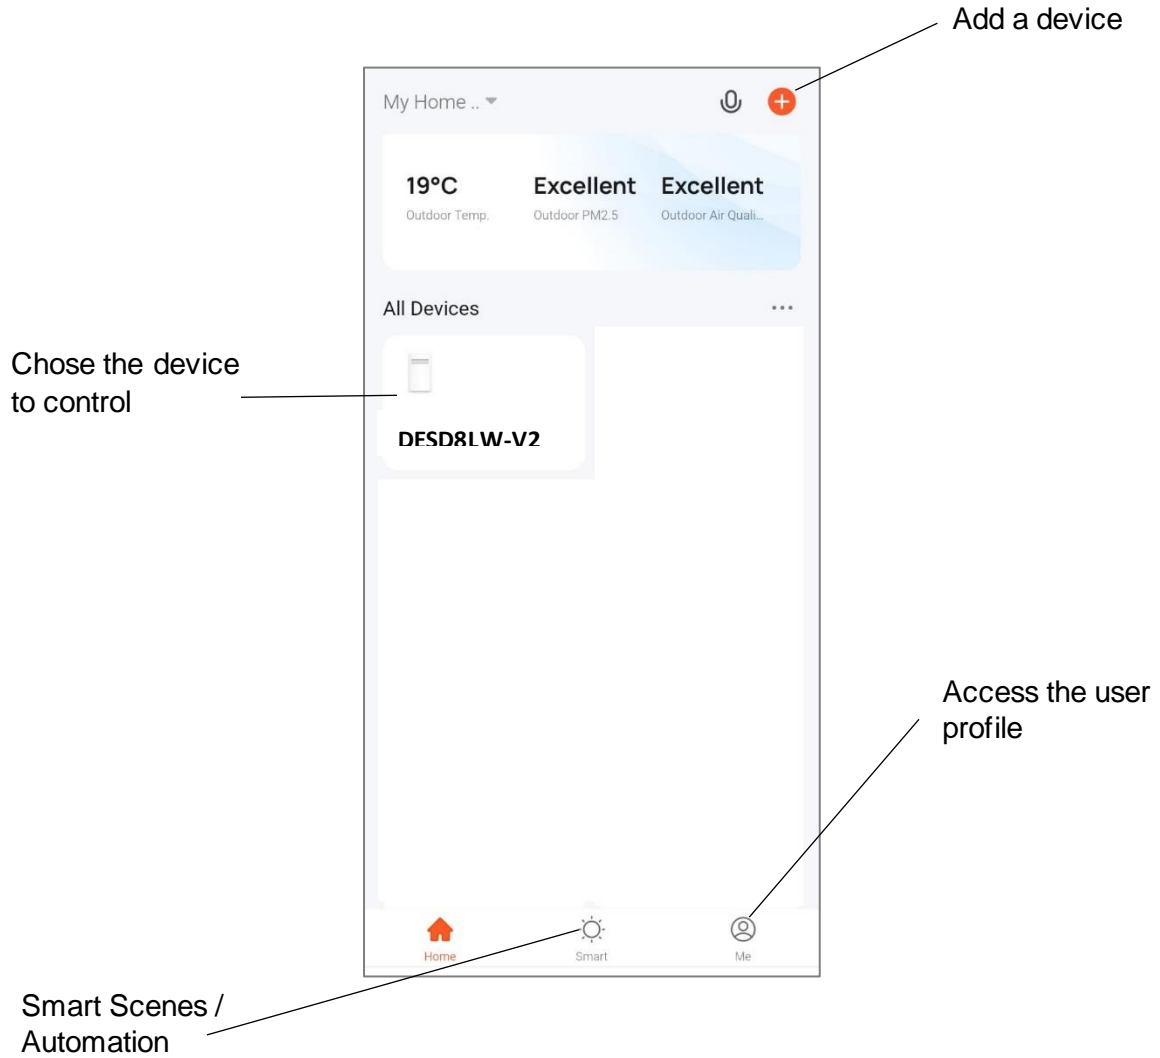 Add a device
My Home ..
19°C Excellent Excellent
Outdoor Temp. Outdoor PM2.5 Outdoor Air Quali...
All Devices
Chose the device
to control
DESD8LW-V2
Access the user
profile
Home Smart Me
Smart Scenes /
Automation